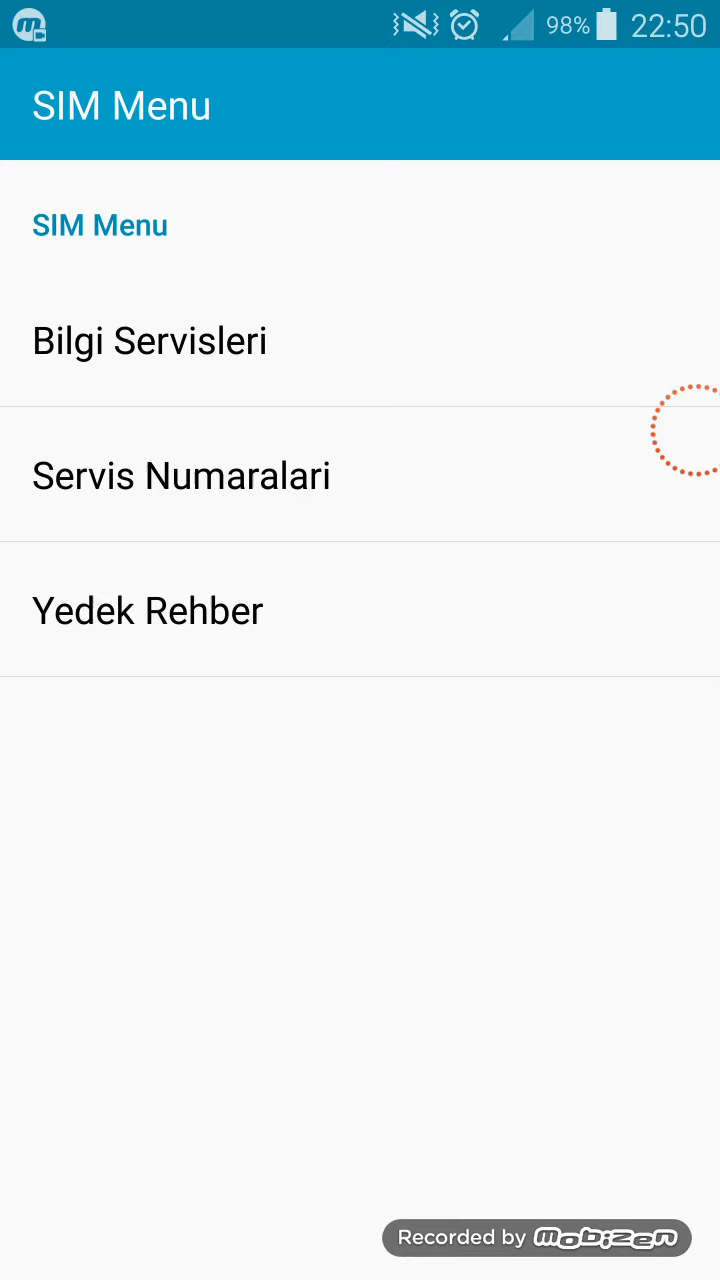 98% 22:50
SIM Menu
SIM Menu
Bilgi Servisleri
Servis Numaralari
Yedek Rehber
Recorded by mobizen